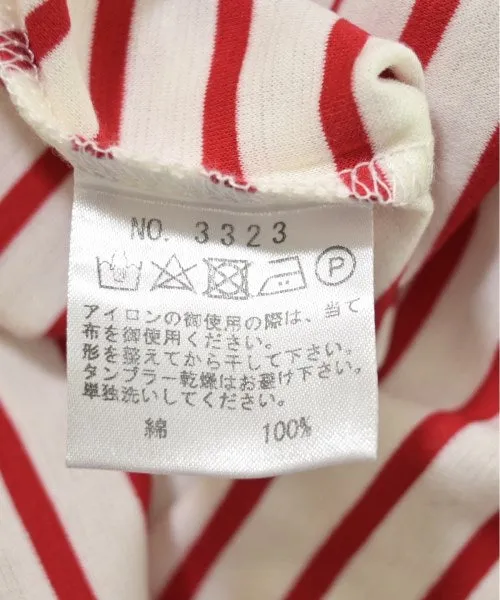 NO. 3323
P
アイロンの御使用の際は、当て
布を御使用ください。
形を整えてから干して下さい。
タンブラー乾燥はお避け下さい。
単独洗いしてください。
綿 100%